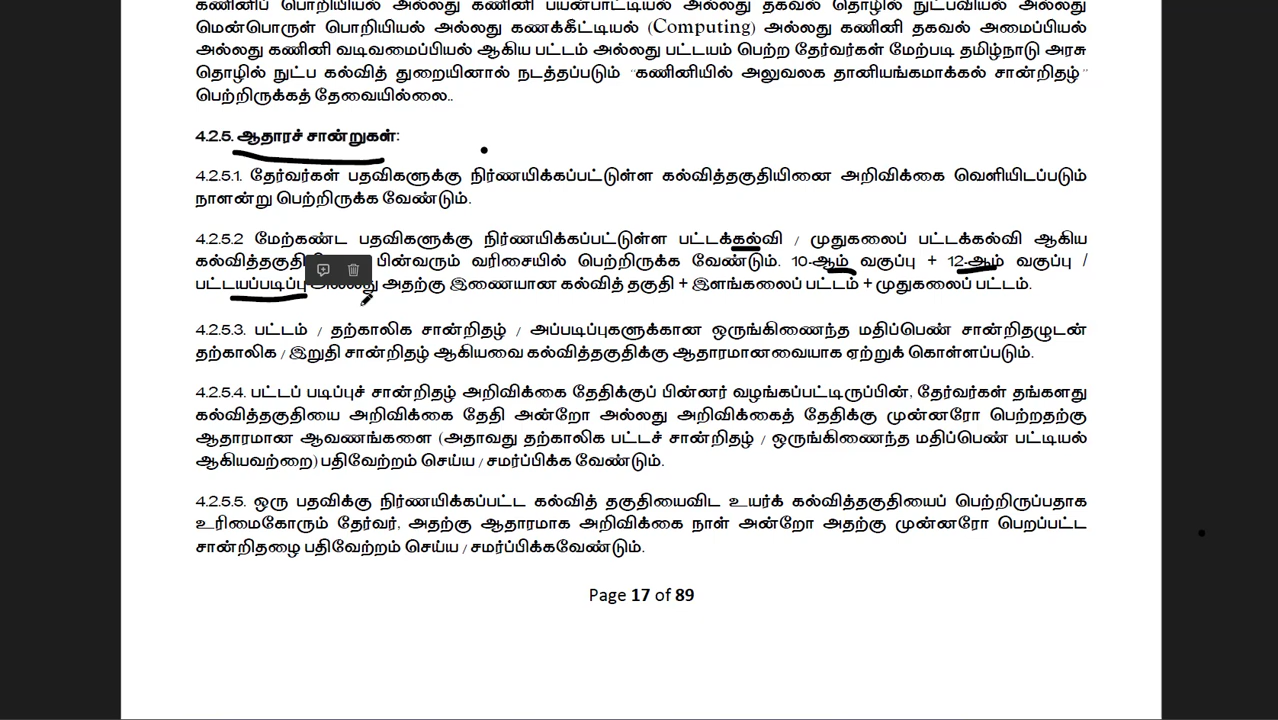 கணினிப் பொறியியல் அல்லது கணினி பயன்பாட்டியல் அல்லது தகவல் தொழில் நுட்பவியல் அல்லது
மென்பொருள் பொறியியல் அல்லது கணக்கீட்டியல் (Computing) அல்லது கணினி தகவல் அமைப்பியல்
அல்லது கணினி வடிவமைப்பியல் ஆகிய பட்டம் அல்லது பட்டயம் பெற்ற தேர்வர்கள் மேற்படி தமிழ்நாடு அரசு
தொழில் நுட்ப கல்வித் துறையினால் நடத்தப்படும் "கணினியில் அலுவலக தானியங்கமாக்கல் சான்றிதழ்"
பெற்றிருக்கத் தேவையில்லை..
4.2.5. ஆதாரச் சான்றுகள்:
4.2.5.1. தேர்வர்கள் பதவிகளுக்கு நிர்ணயிக்கப்பட்டுள்ள கல்வித்தகுதியினை அறிவிக்கை வெளியிடப்படும்
நாளன்று பெற்றிருக்க வேண்டும்.
4.2.5.2 மேற்கண்ட பதவிகளுக்கு நிர்ணயிக்கப்பட்டுள்ள பட்டக்கல்வி / முதுகலைப் பட்டக்கல்வி ஆகிய
கல்வித்தகுதி பின்வரும் வரிசையில் பெற்றிருக்க வேண்டும். 10-ஆம் வகுப்பு + 12-ஆம் வகுப்பு /
பட்டயப்படிப்பு அல்லது அதற்கு இணையான கல்வித் தகுதி + இளங்கலைப் பட்டம் + முதுகலைப் பட்டம்.
4.2.5.3. பட்டம் / தற்காலிக சான்றிதழ் / அப்படிப்புகளுக்கான ஒருங்கிணைந்த மதிப்பெண் சான்றிதழுடன்
தற்காலிக / இறுதி சான்றிதழ் ஆகியவை கல்வித்தகுதிக்கு ஆதாரமானவையாக ஏற்றுக் கொள்ளப்படும்.
4.2.5.4. பட்டப் படிப்புச் சான்றிதழ் அறிவிக்கை தேதிக்குப் பின்னர் வழங்கப்பட்டிருப்பின், தேர்வர்கள் தங்களது
கல்வித்தகுதியை அறிவிக்கை தேதி அன்றோ அல்லது அறிவிக்கைத் தேதிக்கு முன்னரோ பெற்றதற்கு
ஆதாரமான ஆவணங்களை (அதாவது தற்காலிக பட்டச் சான்றிதழ் / ஒருங்கிணைந்த மதிப்பெண் பட்டியல்
ஆகியவற்றை) பதிவேற்றம் செய்ய / சமர்ப்பிக்க வேண்டும்.
4.2.5.5. ஒரு பதவிக்கு நிர்ணயிக்கப்பட்ட கல்வித் தகுதியைவிட உயர்க் கல்வித்தகுதியைப் பெற்றிருப்பதாக
உரிமைகோரும் தேர்வர், அதற்கு ஆதாரமாக அறிவிக்கை நாள் அன்றோ அதற்கு முன்னரோ பெறப்பட்ட
சான்றிதழை பதிவேற்றம் செய்ய / சமர்ப்பிக்கவேண்டும்.
Page 17 of 89